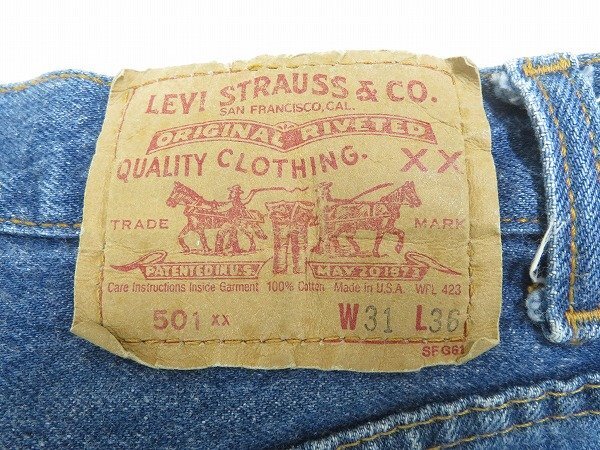 LEVI STRAUSS & CO.
SAN FRANCISCO, CAL.
ORIGINAL RIVETED
QUALITY CLOTHING. XX
TRADE MARK
PATENTED IN U.S. MAY 20 1873
Care Instructions Inside Garment 100% Cotton Made in U.S.A. WPL 423
501 XX W31 L36